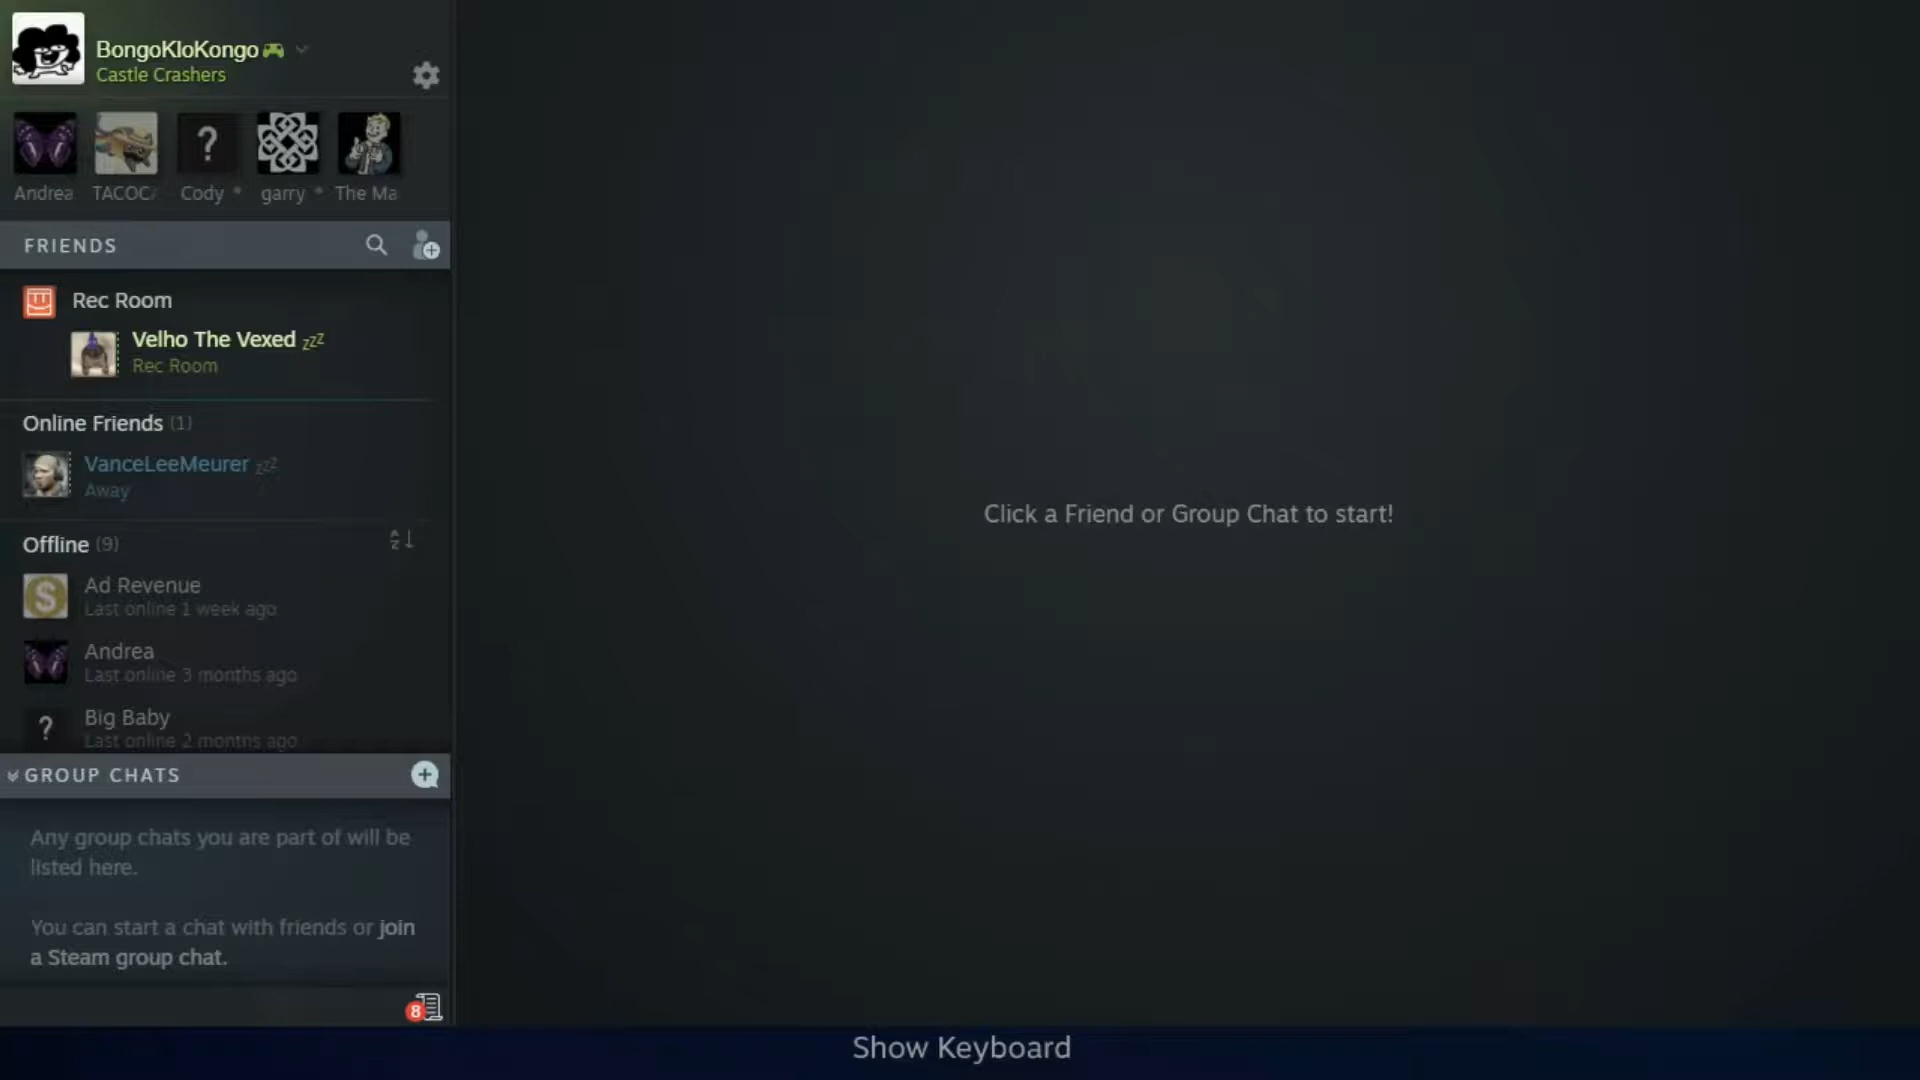 BongoKloKongo
Castle Crashers
Andrea
TACOC
Cody *
garry *
The Ma
FRIENDS
Rec Room
Velho The Vexed zzz
Rec Room
Online Friends (1)
VanceLeeMeurer zzz
Away
Offline (9)
AZ
$ Ad Revenue
Last online 1 week ago
Andrea
Last online 3 months ago
? Big Baby
Last online 2 months ago
GROUP CHATS
Any group chats you are part of will be
listed here.
You can start a chat with friends or join
a Steam group chat.
8
Click a Friend or Group Chat to start!
Show Keyboard